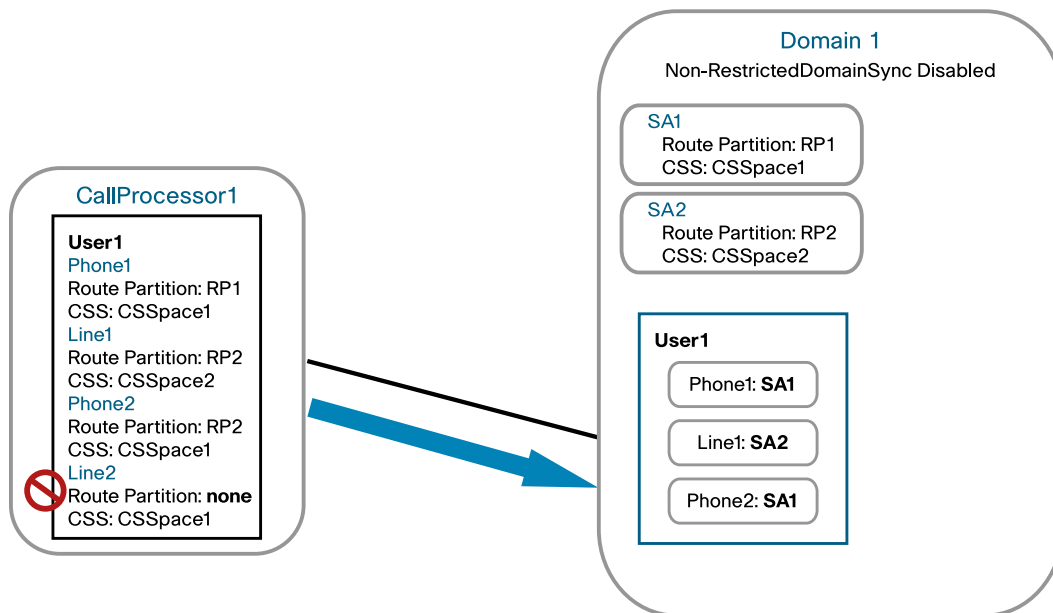 CallProcessor1
User1
Phone1
Route Partition: RP1
CSS: CSSpace1
Line1
Route Partition: RP2
CSS: CSSpace2
Phone2
Route Partition: RP2
CSS: CSSpace1
Line2
Route Partition: none
CSS: CSSpace1
Domain 1
Non-RestrictedDomainSync Disabled
SA1
Route Partition: RP1
CSS: CSSpace1
SA2
Route Partition: RP2
CSS: CSSpace2
User1
Phone1: SA1
Line1: SA2
Phone2: SA1